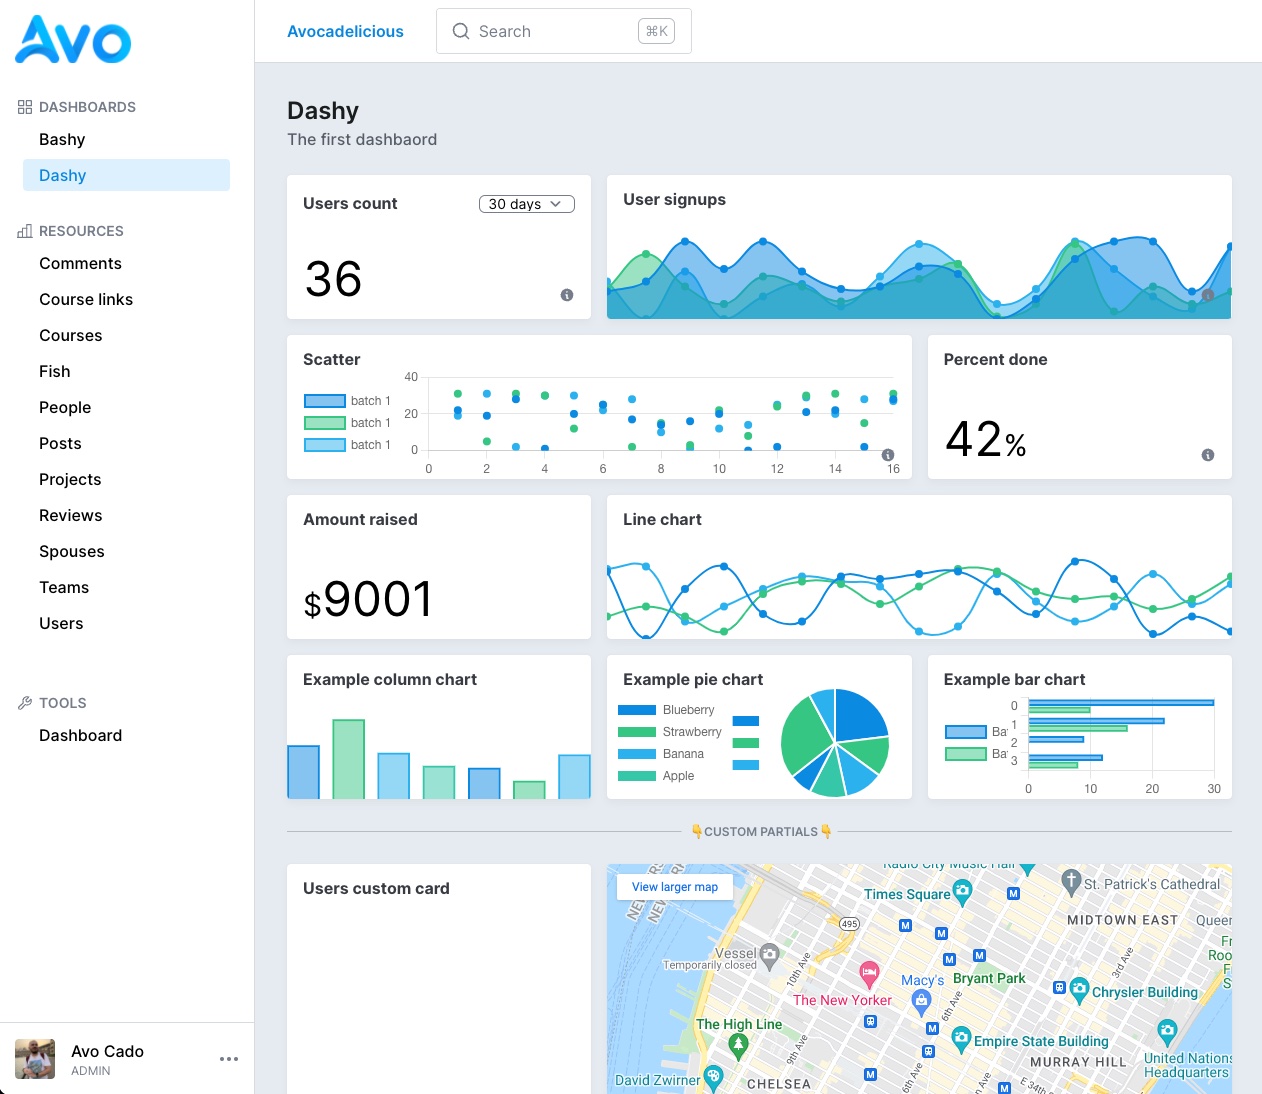 Avo
Avocadelicious
Search
⌘K
DASHBOARDS
Bashy
Dashy
RESOURCES
Comments
Course links
Courses
Fish
People
Posts
Projects
Reviews
Spouses
Teams
Users
TOOLS
Dashboard
Avo Cado
ADMIN
Dashy
The first dashbaord
Users count
30 days
36
User signups
Scatter
batch 1
batch 1
batch 1
40
20
0
0 2 4 6 8 10 12 14 16
Percent done
42%
Amount raised
$9001
Line chart
Example column chart
Example pie chart
Blueberry
Strawberry
Banana
Apple
Example bar chart
Ba
Ba
0
1
2
3
0 10 20 30
👇CUSTOM PARTIALS👇
Users custom card
View larger map
Radio City Music Hall
Times Square
St. Patrick's Cathedral
MIDTOWN EAST
495
Vessel
Temporarily closed
10th Ave
3rd Ave
The New Yorker
Macy's
Bryant Park
Chrysler Building
6th Ave
The High Line
9th Ave
Empire State Building
MURRAY HILL
United Nations
Headquarters
David Zwirner
CHELSEA
6th Ave
E 34th